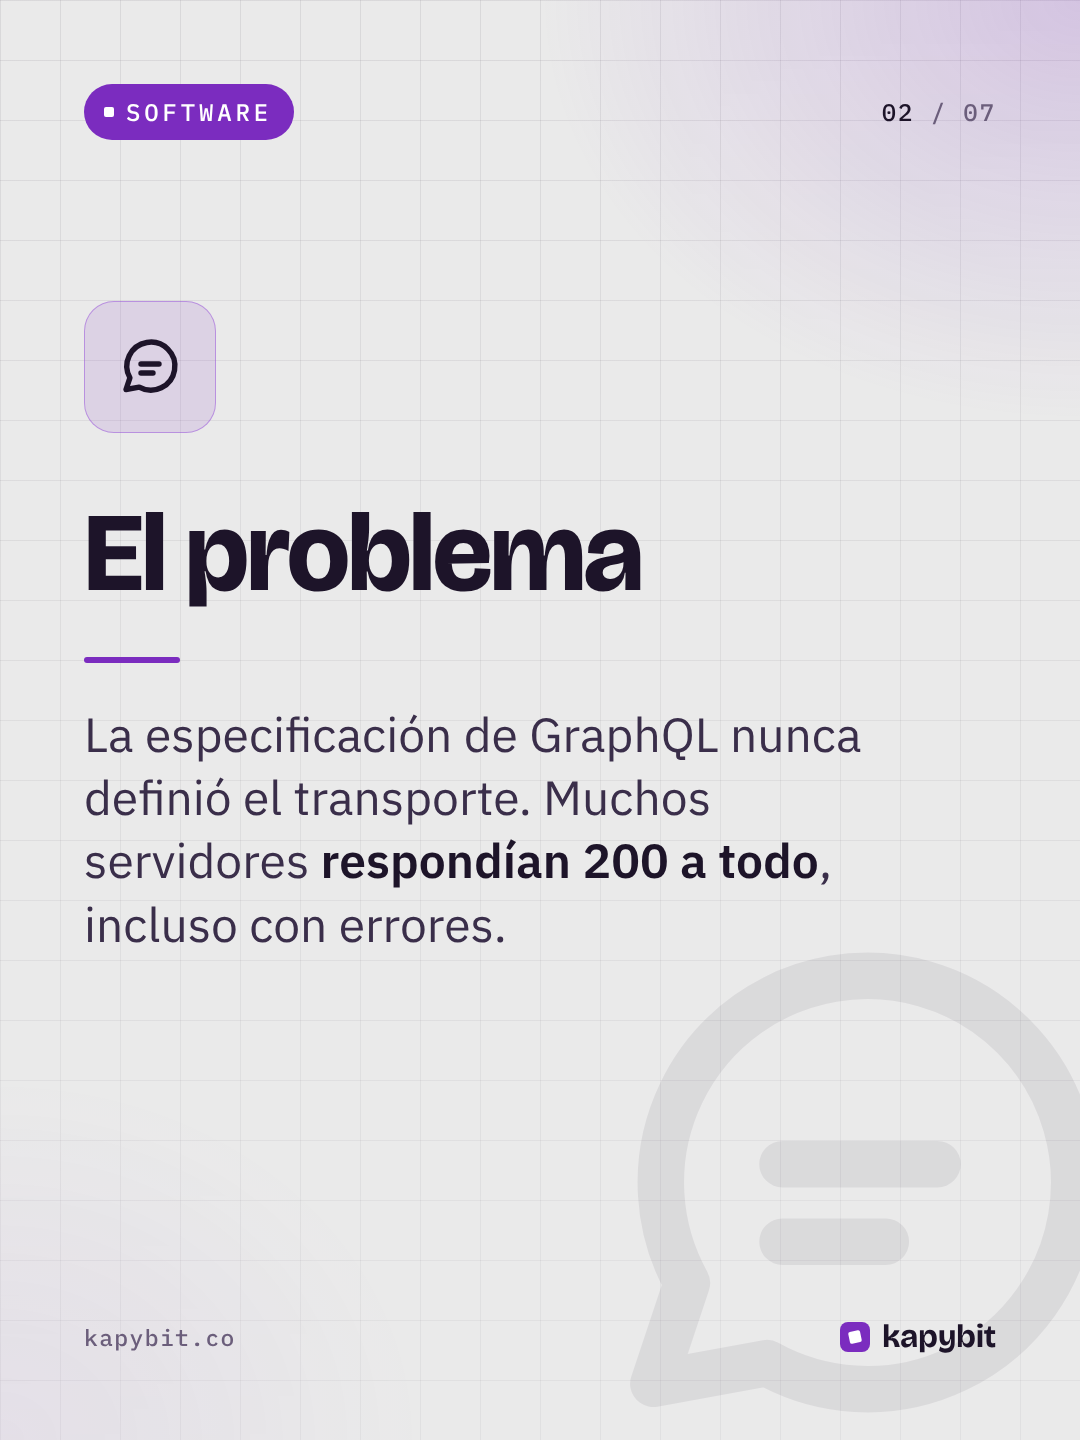 SOFTWARE
02 / 07
El problema
La especificación de GraphQL nunca
definió el transporte. Muchos
servidores respondían 200 a todo,
incluso con errores.
kapybit.co
kapybit